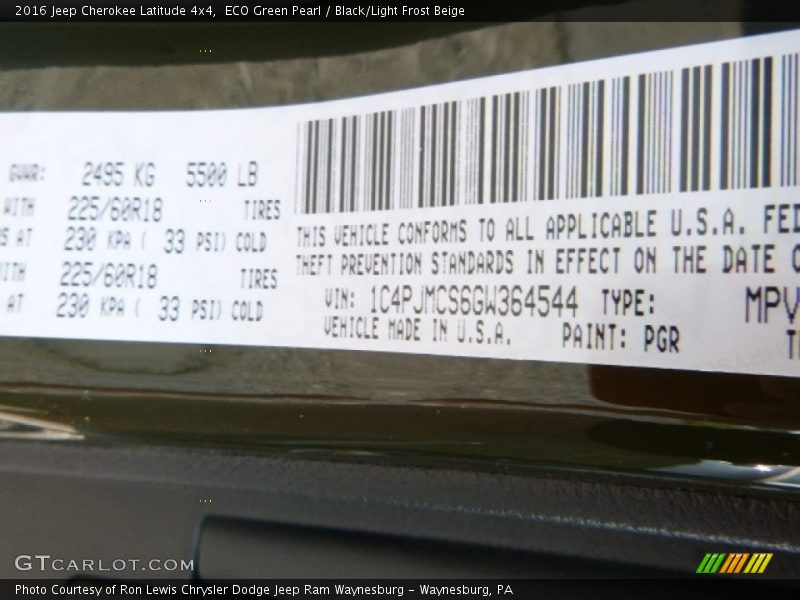 2016 Jeep Cherokee Latitude 4x4,  ECO Green Pearl / Black/Light Frost Beige
GVWR: 2495 KG 5500 LB
WITH 225/60R18 TIRES
S AT 230 KPA ( 33 PSI) COLD
WITH 225/60R18 TIRES
AT 230 KPA ( 33 PSI) COLD
THIS VEHICLE CONFORMS TO ALL APPLICABLE U.S.A. FED
THEFT PREVENTION STANDARDS IN EFFECT ON THE DATE O
VIN: 1C4PJMCS6GW364544 TYPE: MPV
VEHICLE MADE IN U.S.A. PAINT: PGR
GTCARLOT.COM
Photo Courtesy of Ron Lewis Chrysler Dodge Jeep Ram Waynesburg - Waynesburg, PA